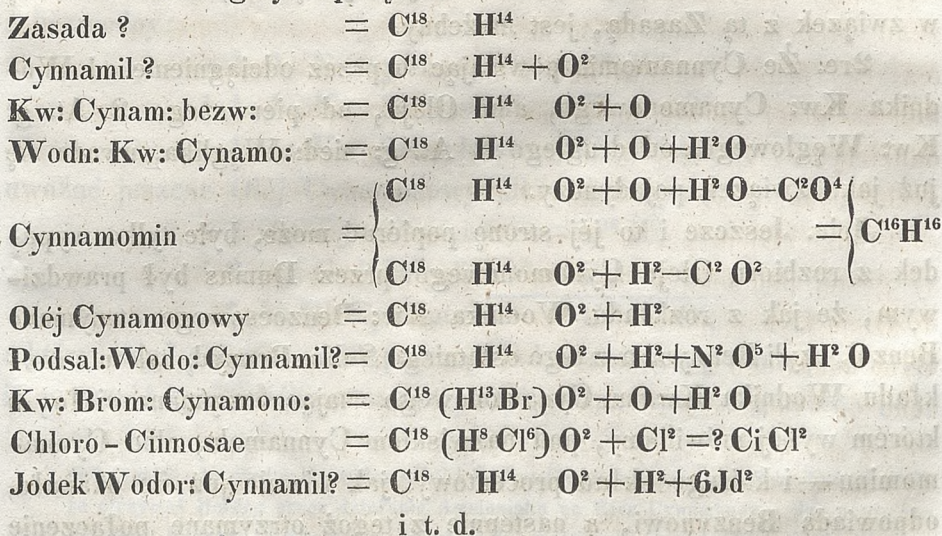 Zasada ? = C¹⁸ H¹⁴
Cynnamil ? = C¹⁸ H¹⁴ + O²
Kw: Cynam: bezw: = C¹⁸ H¹⁴ O² + O
Wodn: Kw: Cynamo: = C¹⁸ H¹⁴ O² + O + H² O
C¹⁸ H¹⁴ O² + O + H² O – C² O⁴
Cynnamomin = = C¹⁶ H¹⁶
C¹⁸ H¹⁴ O² + H² – C² O²
Oléj Cynamonowy = C¹⁸ H¹⁴ O² + H²
Podsal: Wodo: Cynnamil? = C¹⁸ H¹⁴ O² + H² + N² O⁵ + H² O
Kw: Brom: Cynamono: = C¹⁸ (H¹³ Br) O² + O + H² O
Chloro - Cinnosae = C¹⁸ (H⁸ Cl⁶) O² + Cl² =? Ci Cl²
Jodek Wodor: Cynnamil? = C¹⁸ H¹⁴ O² + H² + 6Jd²
i t. d.